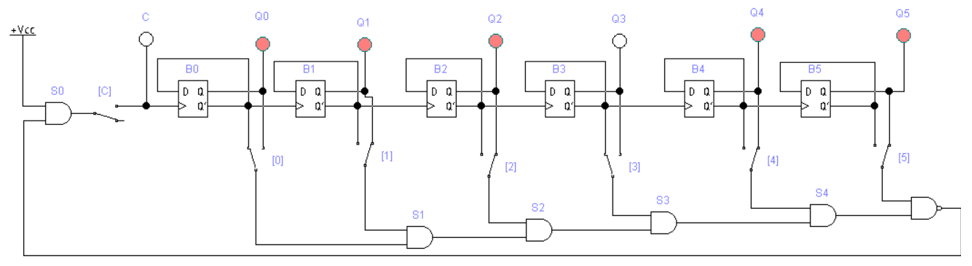 C Q0 Q1 Q2 Q3 Q4 Q5
+Vcc
S0 [C] B0 B1 B2 B3 B4 B5
D Q D Q D Q D Q D Q D Q
Q' Q' Q' Q' Q' Q'
[0] [1] [2] [3] [4] [5]
S1 S2 S3 S4